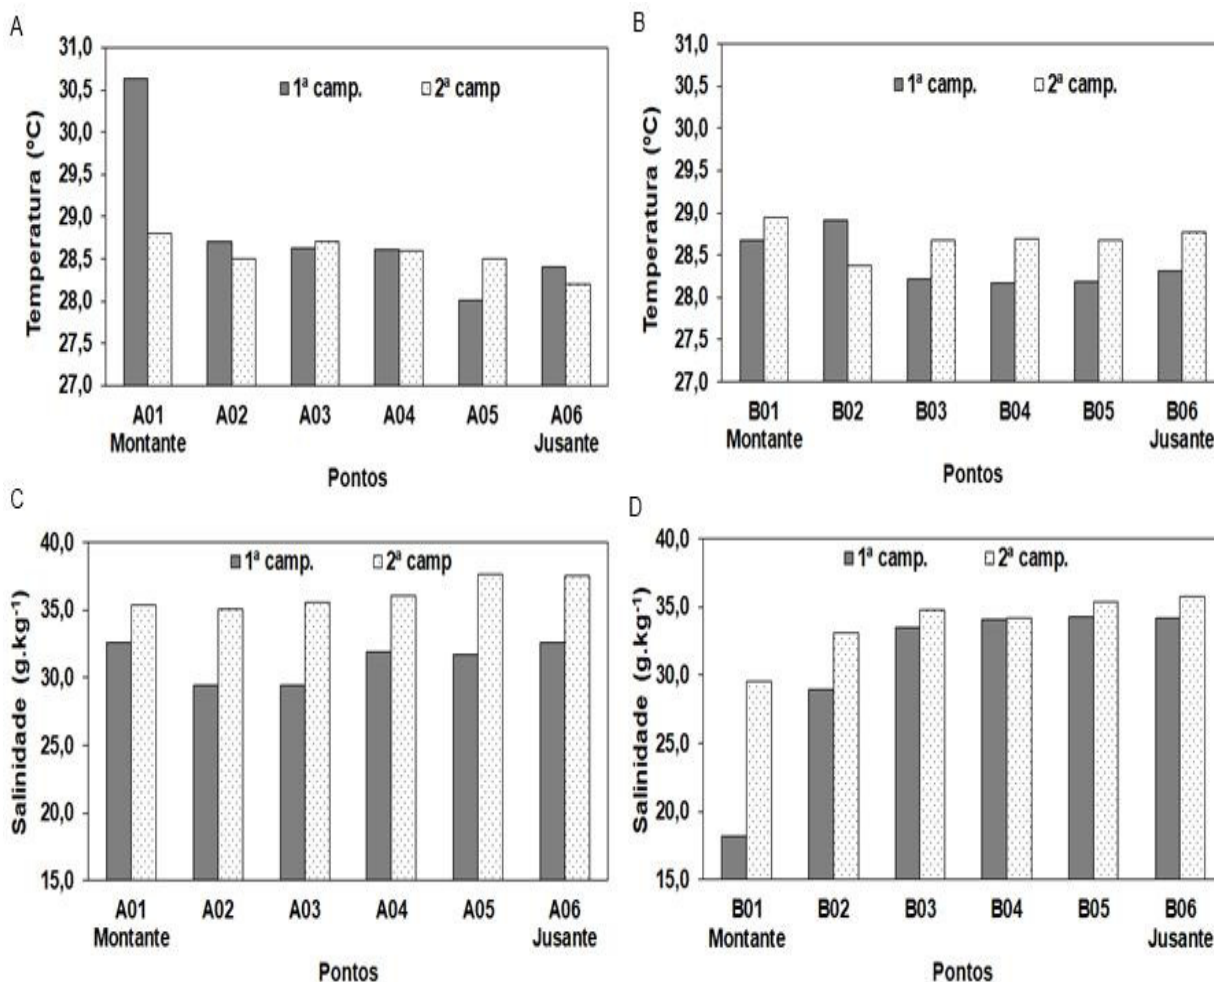 A
31,0
30,5
30,0
29,5
29,0
28,5
28,0
27,5
27,0
Temperatura (°C)
1ª camp. 2ª camp
A01 A02 A03 A04 A05 A06
Montante Jusante
Pontos
B
31,0
30,5
30,0
29,5
29,0
28,5
28,0
27,5
27,0
Temperatura (°C)
1ª camp. 2ª camp.
B01 B02 B03 B04 B05 B06
Montante Jusante
Pontos
C
40,0
35,0
30,0
25,0
20,0
15,0
Salinidade (g.kg⁻¹)
1ª camp. 2ª camp
A01 A02 A03 A04 A05 A06
Montante Jusante
Pontos
D
40,0
35,0
30,0
25,0
20,0
15,0
Salinidade (g.kg⁻¹)
1ª camp. 2ª camp.
B01 B02 B03 B04 B05 B06
Montante Jusante
Pontos